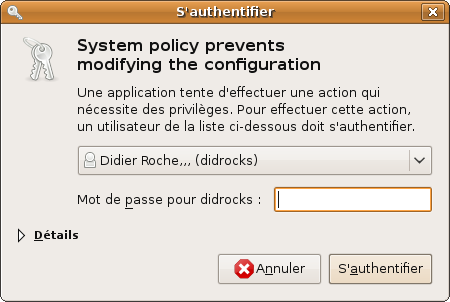 S'authentifier
System policy prevents
modifying the configuration
Une application tente d'effectuer une action qui
nécessite des privilèges. Pour effectuer cette action,
un utilisateur de la liste ci-dessous doit s'authentifier.
Didier Roche,,, (didrocks)
Mot de passe pour didrocks :
Détails
Annuler
S'authentifier